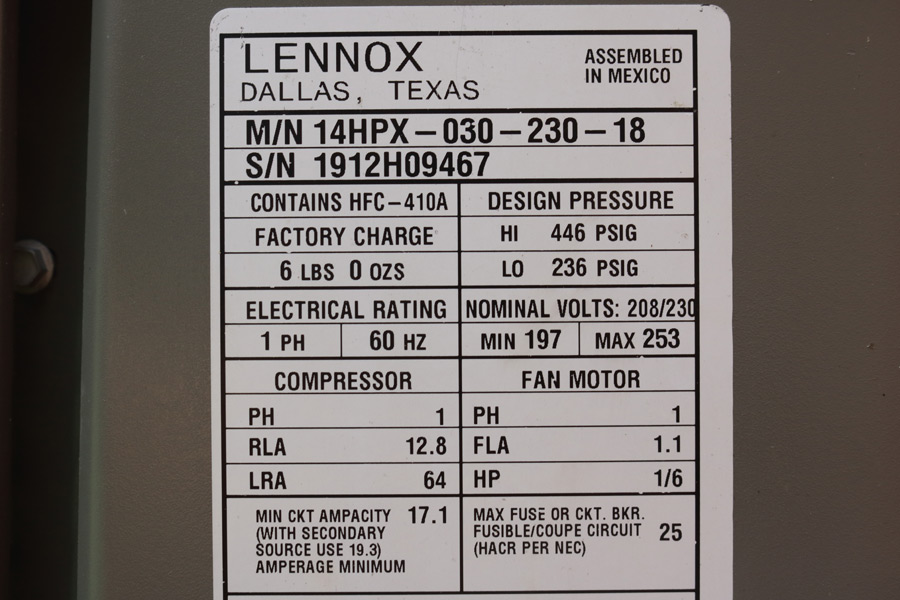 LENNOX
DALLAS, TEXAS
ASSEMBLED
IN MEXICO
M/N 14HPX-030-230-18
S/N 1912H09467
CONTAINS HFC-410A
DESIGN PRESSURE
FACTORY CHARGE
HI 446 PSIG
6 LBS 0 OZS
LO 236 PSIG
ELECTRICAL RATING
NOMINAL VOLTS: 208/230
1 PH 60 HZ
MIN 197 MAX 253
COMPRESSOR
FAN MOTOR
PH 1
PH 1
RLA 12.8
FLA 1.1
LRA 64
HP 1/6
MIN CKT AMPACITY 17.1
(WITH SECONDARY
SOURCE USE 19.3)
AMPERAGE MINIMUM
MAX FUSE OR CKT. BKR.
FUSIBLE/COUPE CIRCUIT 25
(HACR PER NEC)